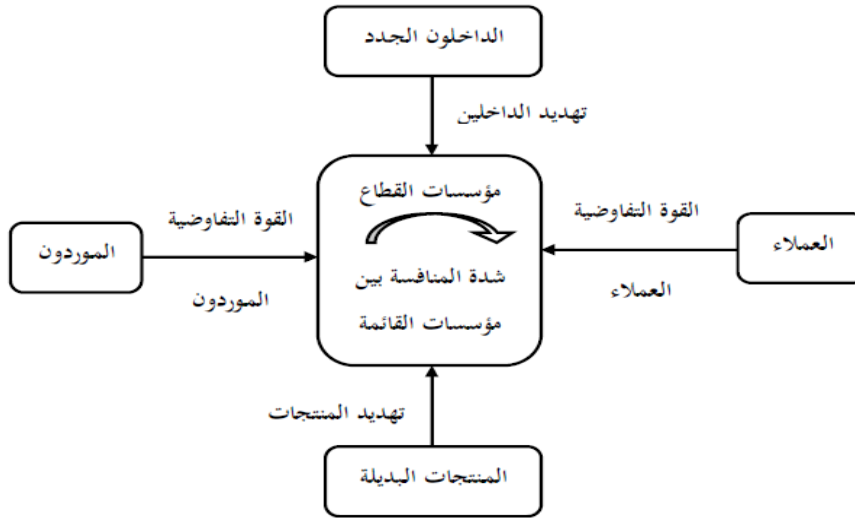 الداخلون الجدد
تهديد الداخلين
مؤسسات القطاع
القوة التفاوضية
العملاء
العملاء
القوة التفاوضية
الموردون
الموردون
شدة المنافسة بين
مؤسسات القائمة
تهديد المنتجات
المنتجات البديلة